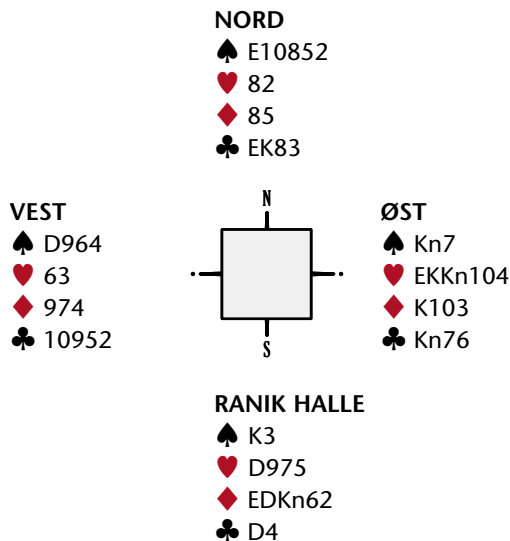 NORD
♠ E10852
♥ 82
♦ 85
♣ EK83
VEST
♠ D964
♥ 63
♦ 974
♣ 10952
N
S
ØST
♠ Kn7
♥ EKKn104
♦ K103
♣ Kn76
RANIK HALLE
♠ K3
♥ D975
♦ EDKn62
♣ D4